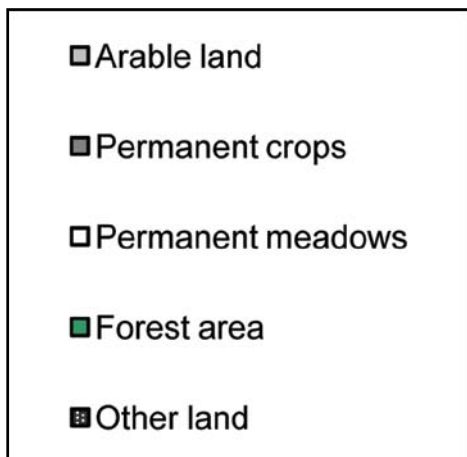 Arable land
Permanent crops
Permanent meadows
Forest area
Other land